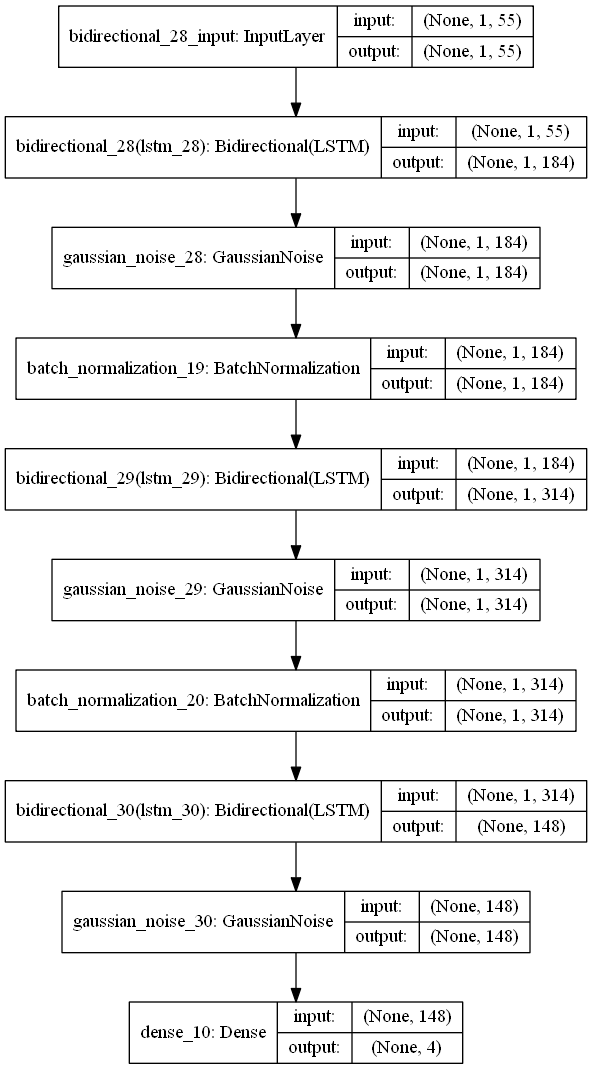 bidirectional_28_input: InputLayer
input: (None, 1, 55)
output: (None, 1, 55)
bidirectional_28(lstm_28): Bidirectional(LSTM)
input: (None, 1, 55)
output: (None, 1, 184)
gaussian_noise_28: GaussianNoise
input: (None, 1, 184)
output: (None, 1, 184)
batch_normalization_19: BatchNormalization
input: (None, 1, 184)
output: (None, 1, 184)
bidirectional_29(lstm_29): Bidirectional(LSTM)
input: (None, 1, 184)
output: (None, 1, 314)
gaussian_noise_29: GaussianNoise
input: (None, 1, 314)
output: (None, 1, 314)
batch_normalization_20: BatchNormalization
input: (None, 1, 314)
output: (None, 1, 314)
bidirectional_30(lstm_30): Bidirectional(LSTM)
input: (None, 1, 314)
output: (None, 148)
gaussian_noise_30: GaussianNoise
input: (None, 148)
output: (None, 148)
dense_10: Dense
input: (None, 148)
output: (None, 4)